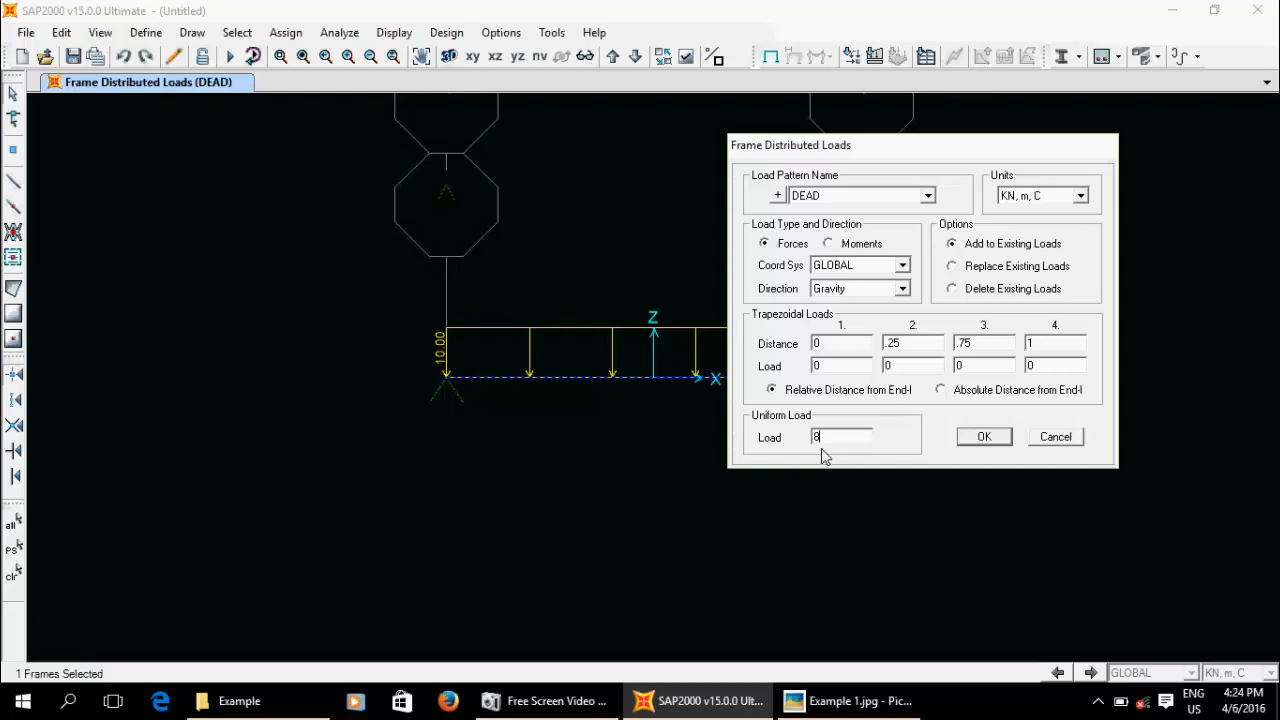 SAP2000 v15.0.0 Ultimate - (Untitled)
File Edit View Define Draw Select Assign Analyze Display Design Options Tools Help
xy xz yz nv
Frame Distributed Loads (DEAD)
Frame Distributed Loads
Load Pattern Name
+ DEAD
Units
KN, m, C
Load Type and Direction
Forces Moments
Coord Sys GLOBAL
Direction Gravity
Options
Add to Existing Loads
Replace Existing Loads
Delete Existing Loads
Trapezoidal Loads
1. 2. 3. 4.
Distance 0 .25 .75 1
Load 0 0 0 0
Relative Distance from End-I Absolute Distance from End-I
Uniform Load
Load 8
OK Cancel
10.00
Z
X
all
PS
clr
1 Frames Selected
GLOBAL KN, m, C
Example
Free Screen Video ...
SAP2000 v15.0.0 Ult...
Example 1.jpg - Pic...
ENG
US
4:24 PM
4/6/2016